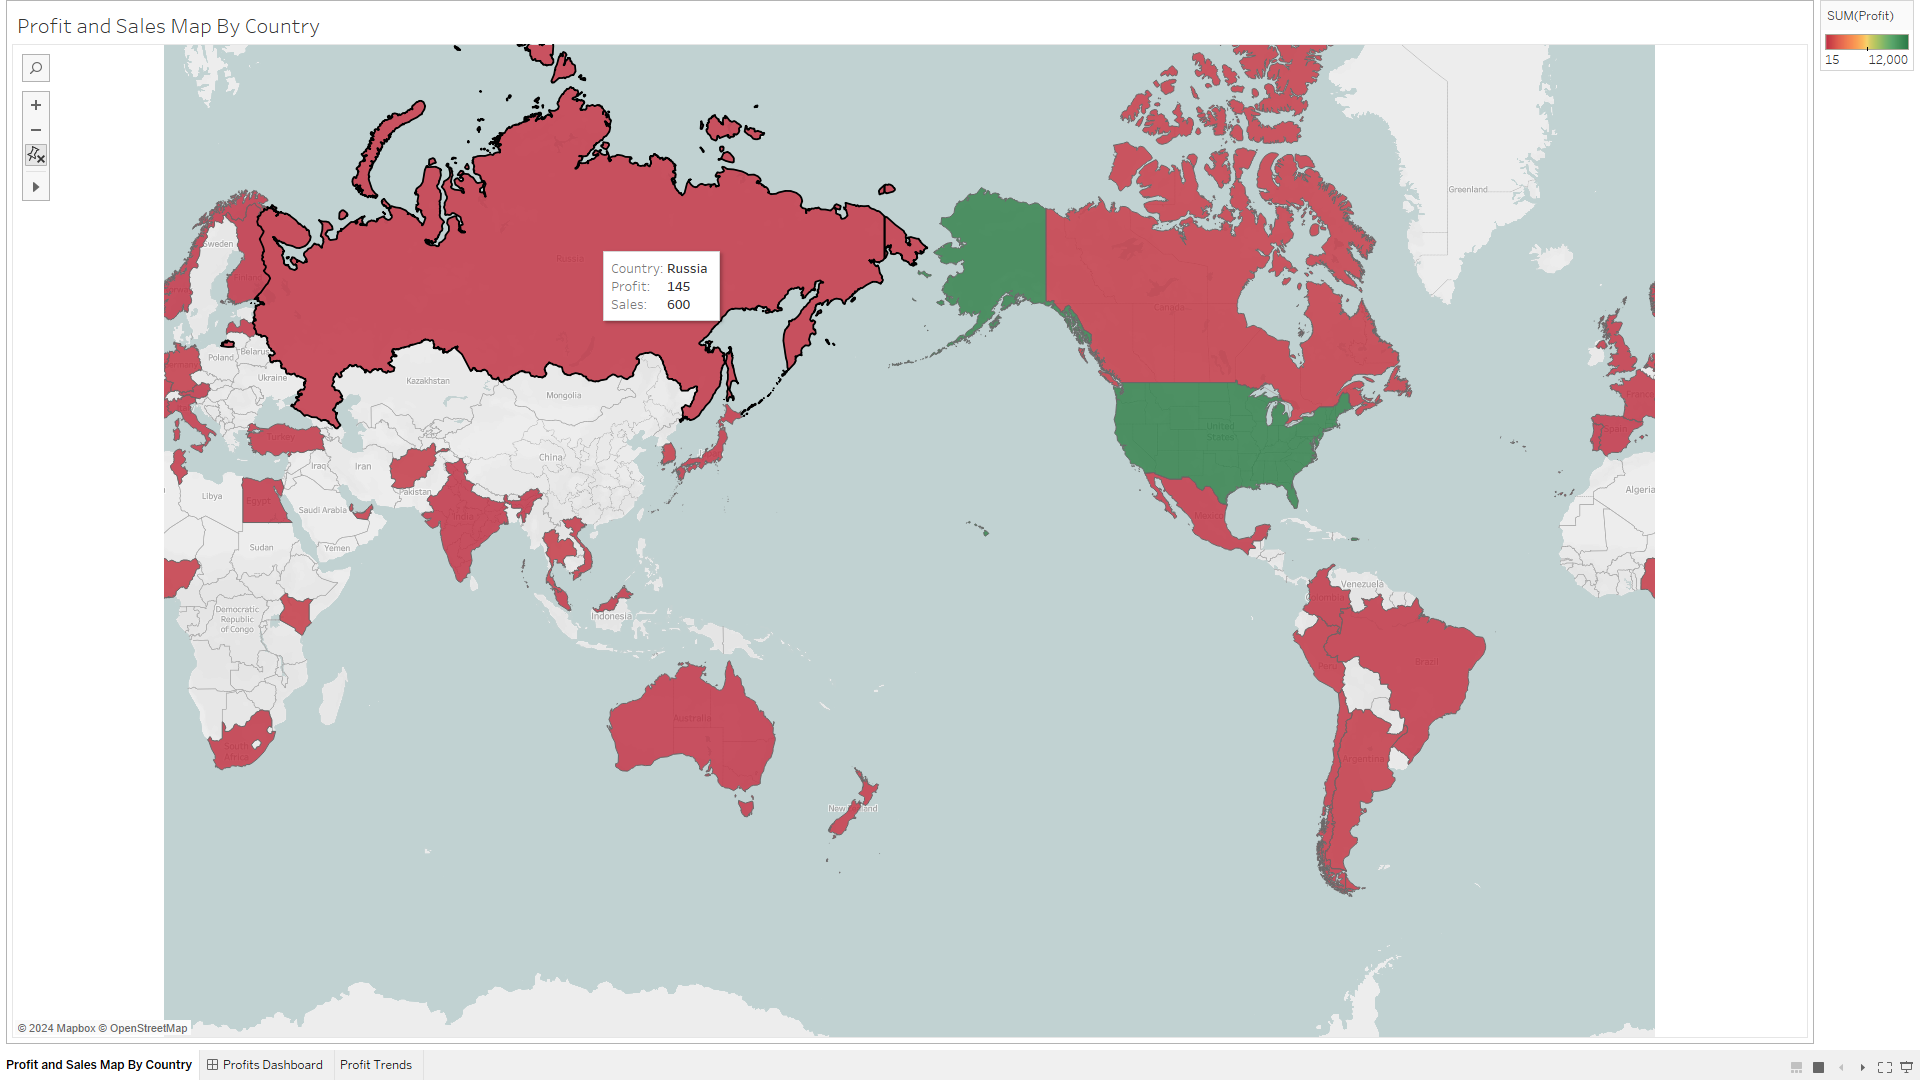 Profit and Sales Map By Country
SUM(Profit)
15
12,000
Greenland
Sweden
Russia
Country: Russia
Profit: 145
Sales: 600
Canada
Poland
Belarus
Ukraine
Kazakhstan
Mongolia
France
Spain
Turkey
United
States
Iraq
Iran
China
Algeria
Pakistan
Libya
Egypt
Saudi Arabia
India
Mexico
Sudan
Yemen
Venezuela
Colombia
Democratic
Republic
of Congo
Indonesia
Peru
Brazil
Australia
South
Africa
Argentina
© 2024 Mapbox © OpenStreetMap
Profit and Sales Map By Country
Profits Dashboard
Profit Trends